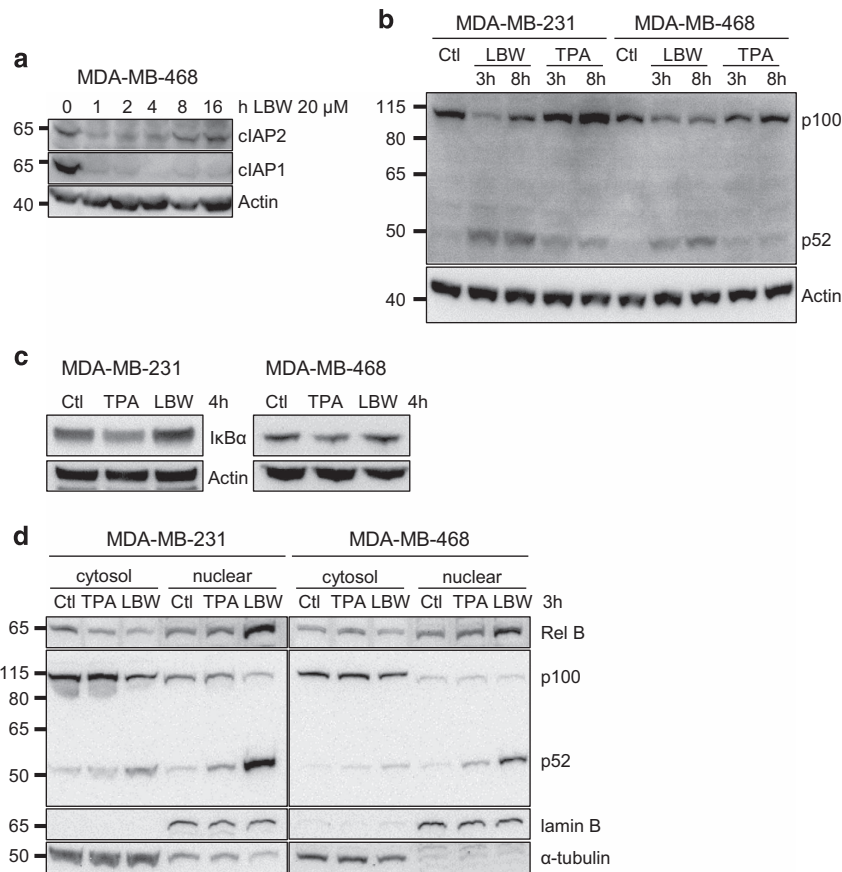 a
MDA-MB-468
0 1 2 4 8 16 h LBW 20 µM
65 cIAP2
65 cIAP1
40 Actin
b
MDA-MB-231 MDA-MB-468
Ctl LBW TPA Ctl LBW TPA
3h 8h 3h 8h 3h 8h 3h 8h
115 p100
80
65
50 p52
40 Actin
c
MDA-MB-231 MDA-MB-468
Ctl TPA LBW 4h Ctl TPA LBW 4h
IκBα
Actin
d
MDA-MB-231 MDA-MB-468
cytosol nuclear cytosol nuclear
Ctl TPA LBW Ctl TPA LBW Ctl TPA LBW Ctl TPA LBW 3h
65 Rel B
115 p100
80
65
50 p52
65 lamin B
50 α-tubulin